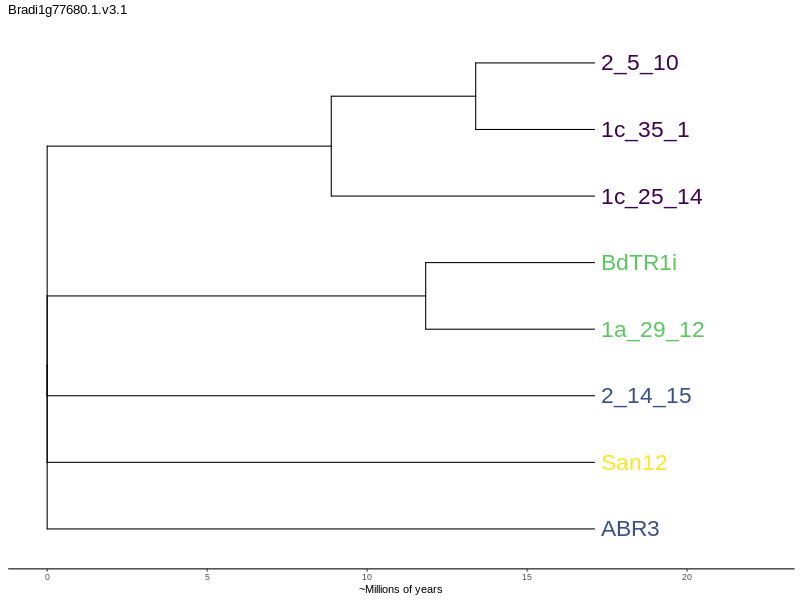 Bradi1g77680.1.v3.1
2_5_10
1c_35_1
1c_25_14
BdTR1i
1a_29_12
2_14_15
San12
ABR3
0 5 10 15 20
~Millions of years